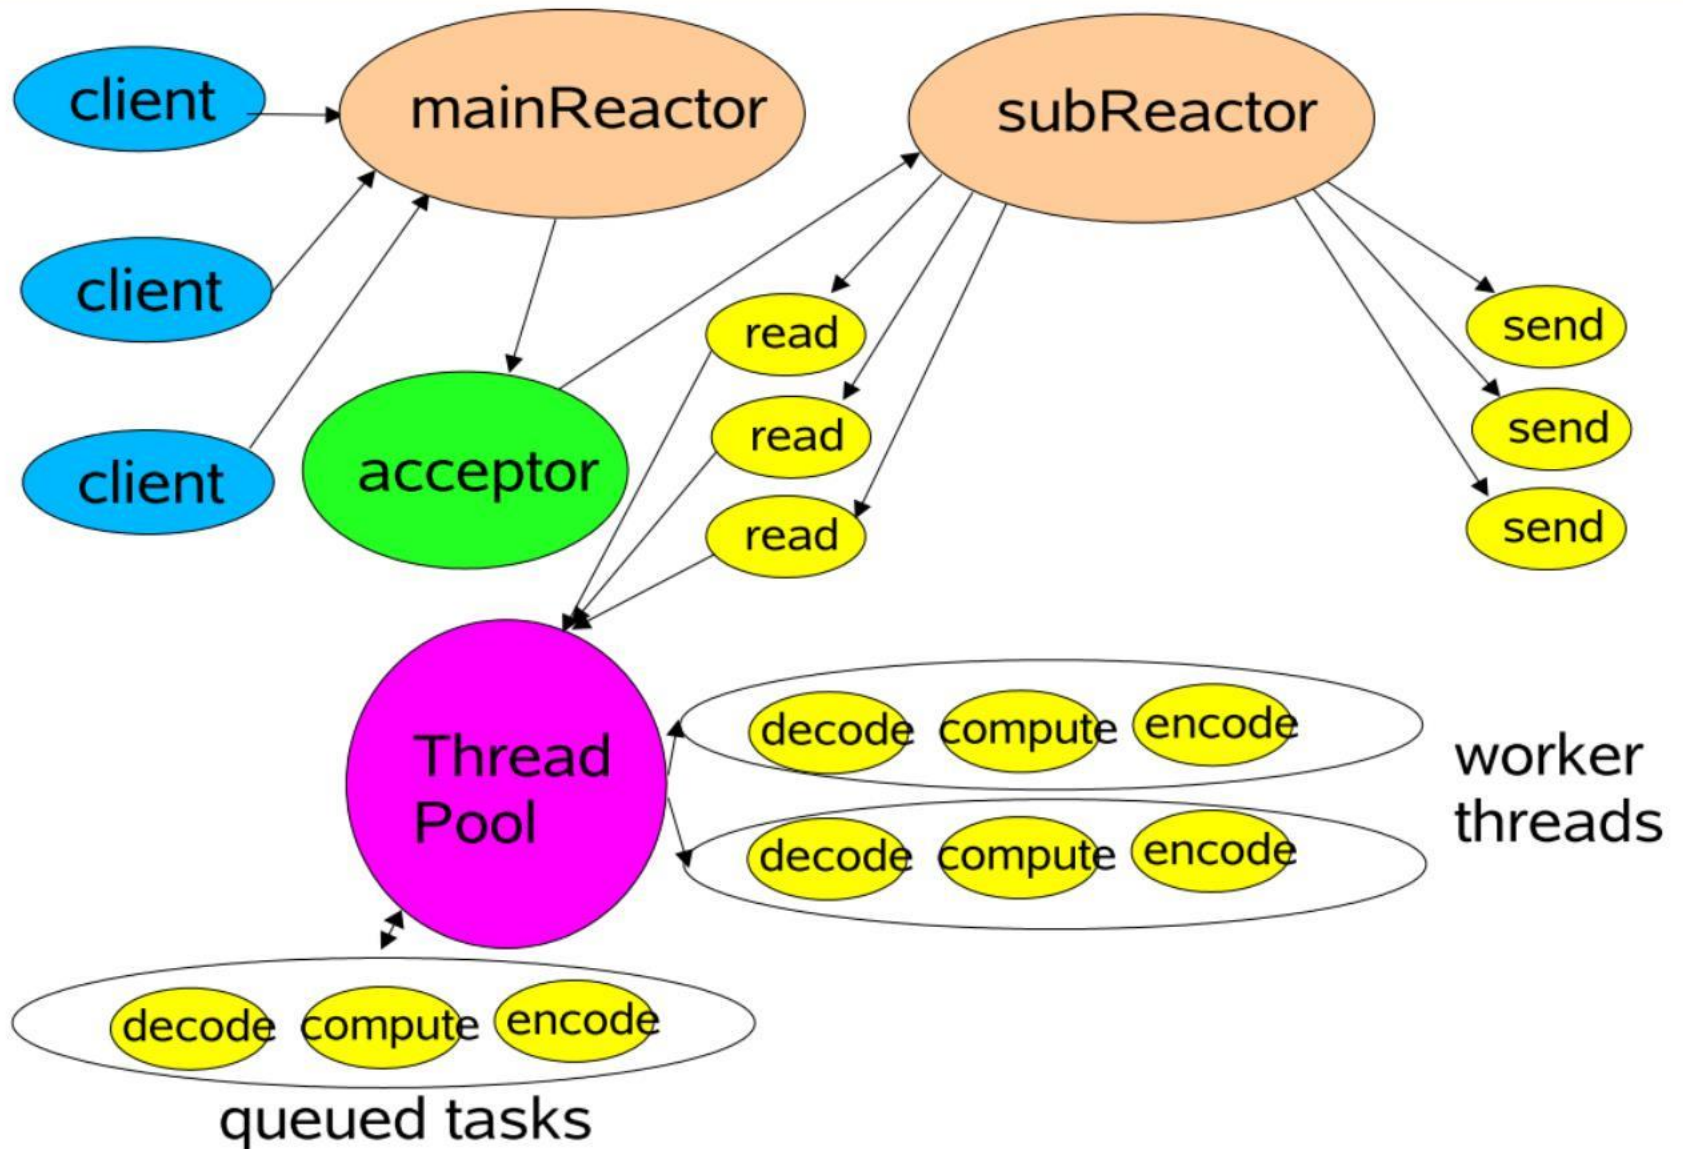 client
mainReactor
subReactor
client
read
send
client
acceptor
read
send
read
send
Thread
Pool
decode compute encode
decode compute encode
worker
threads
decode compute encode
queued tasks